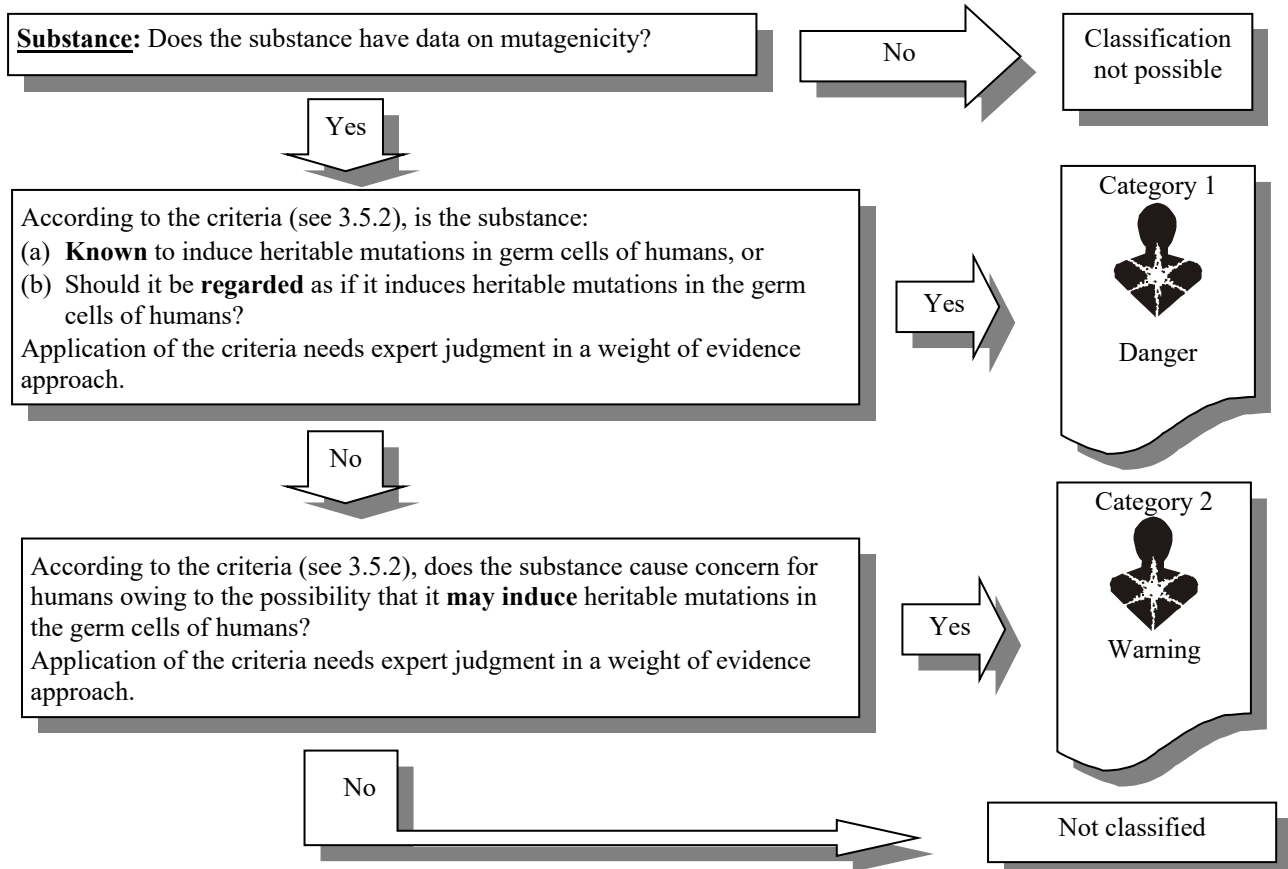 Substance: Does the substance have data on mutagenicity?
No
Classification
not possible
Yes
According to the criteria (see 3.5.2), is the substance:
(a) Known to induce heritable mutations in germ cells of humans, or
(b) Should it be regarded as if it induces heritable mutations in the germ
cells of humans?
Application of the criteria needs expert judgment in a weight of evidence
approach.
Yes
Category 1
Danger
No
According to the criteria (see 3.5.2), does the substance cause concern for
humans owing to the possibility that it may induce heritable mutations in
the germ cells of humans?
Application of the criteria needs expert judgment in a weight of evidence
approach.
Yes
Category 2
Warning
No
Not classified